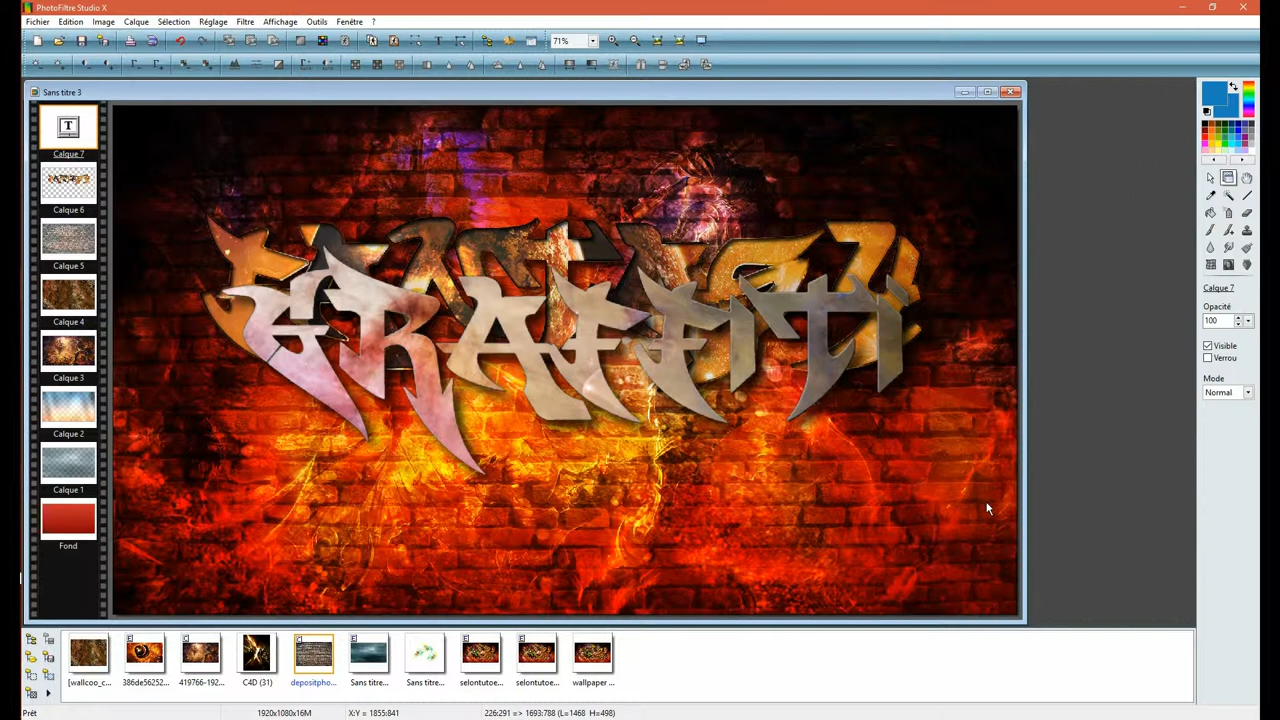 PhotoFiltre Studio X
Fichier Edition Image Calque Sélection Réglage Filtre Affichage Outils Fenêtre ?
71%
Sans titre 3
T
Calque 7
Calque 6
Calque 5
Calque 4
Calque 3
Calque 2
Calque 1
Fond
GRAFFITI
Calque 7
Opacité
100
Visible
Verrou
Mode
Normal
[wallcoo_c... 386de56252... 419766-192... C4D (31) depositpho... Sans titre... Sans titre... selontutoe... selontutoe... wallpaper ...
Prêt 1920x1080x16M X:Y = 1855:841 226:291 => 1693:788 (L=1468 H=498)